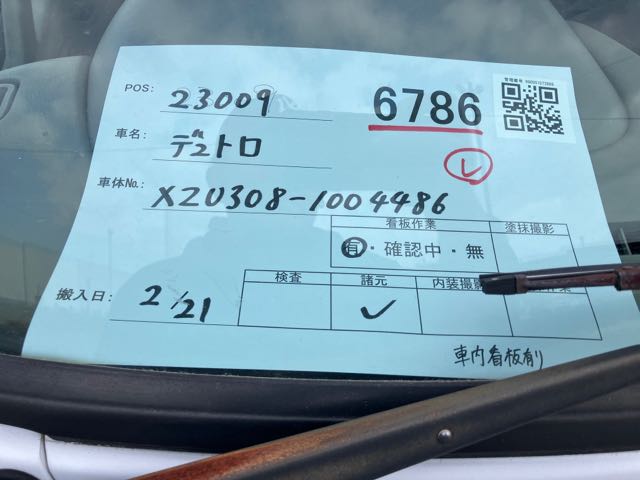 POS: 23009 6786
車名: デュトロ レ
車体No.: XZU308-1004486
看板作業 塗抹撮影
有・確認中・無
搬入日: 2/21
検査 諸元 内装撮影
✓
車内看板有り